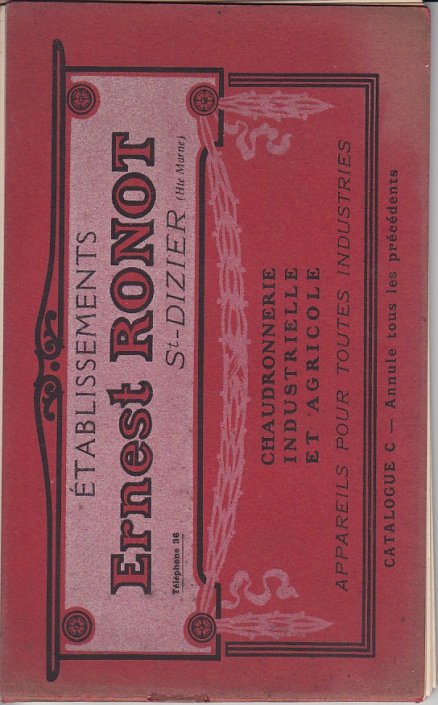 ÉTABLISSEMENTS
Ernest RONOT
Téléphone 36
St-DIZIER (Hte Marne)
CHAUDRONNERIE
INDUSTRIELLE
ET AGRICOLE
APPAREILS POUR TOUTES INDUSTRIES
CATALOGUE C — Annule tous les précédents